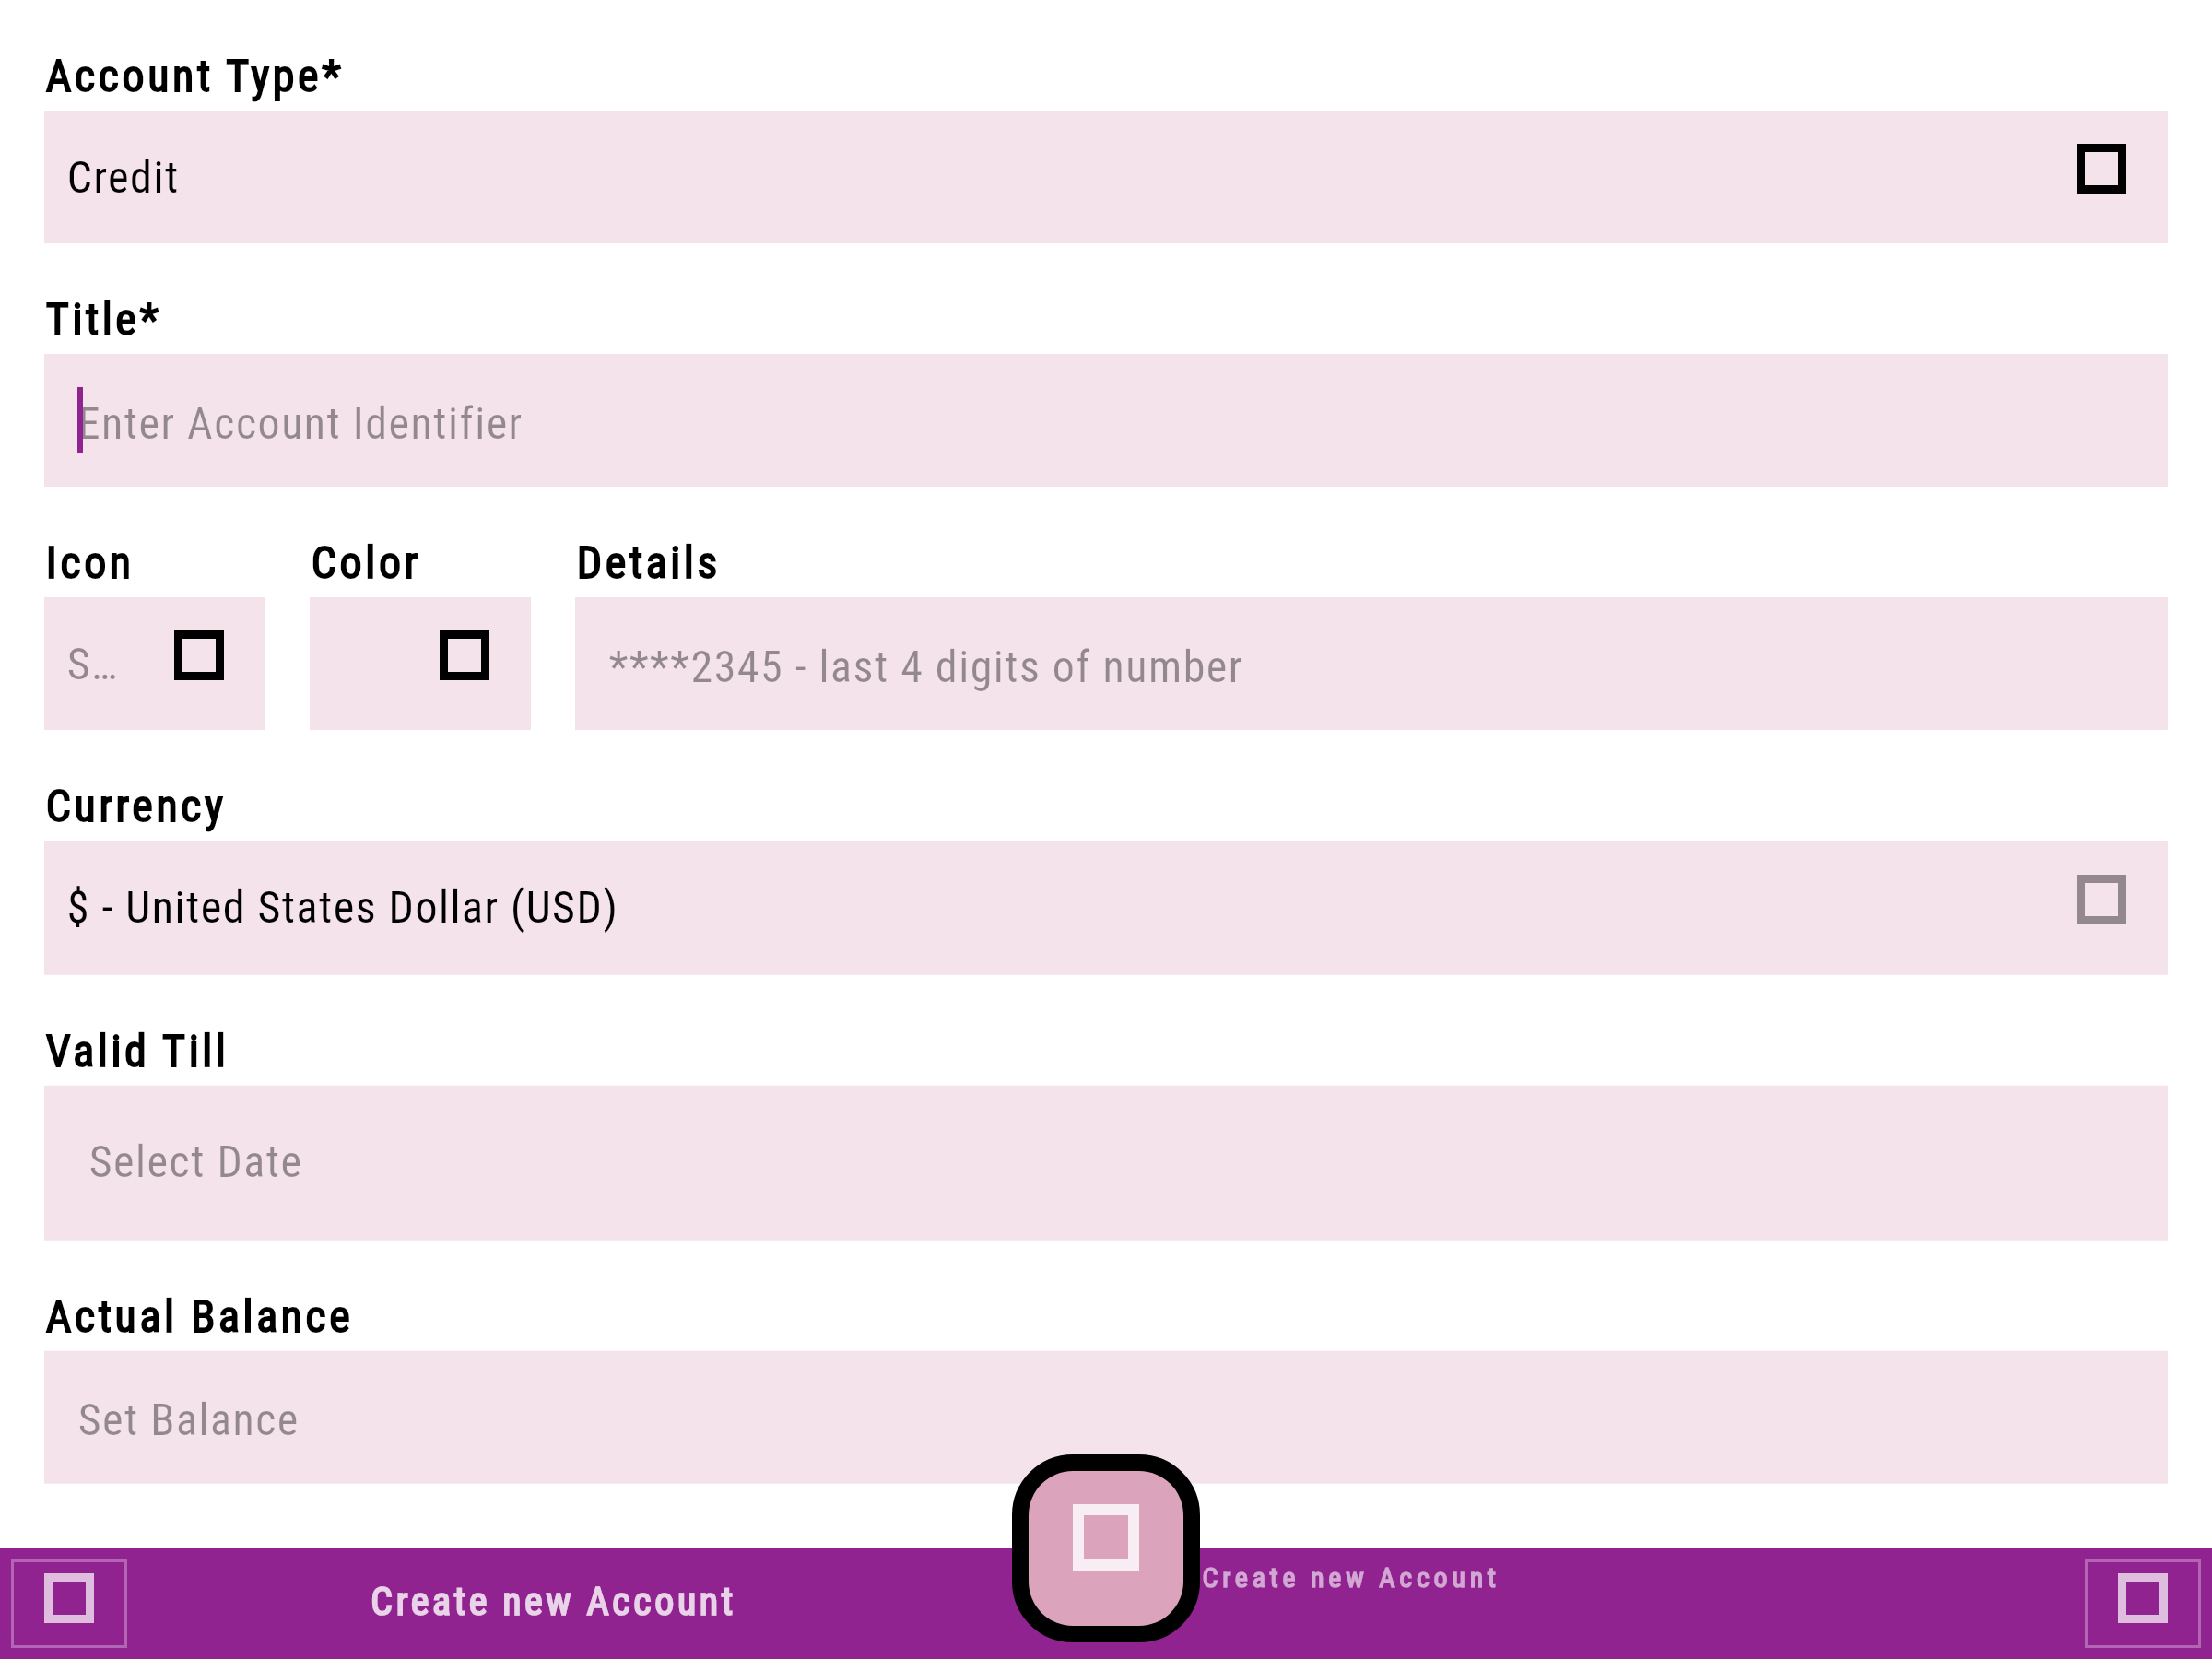 Account Type*
Credit
Title*
Enter Account Identifier
Icon Color Details
S… ****2345 - last 4 digits of number
Currency
$ - United States Dollar (USD)
Valid Till
Select Date
Actual Balance
Set Balance
Create new Account
Create new Account